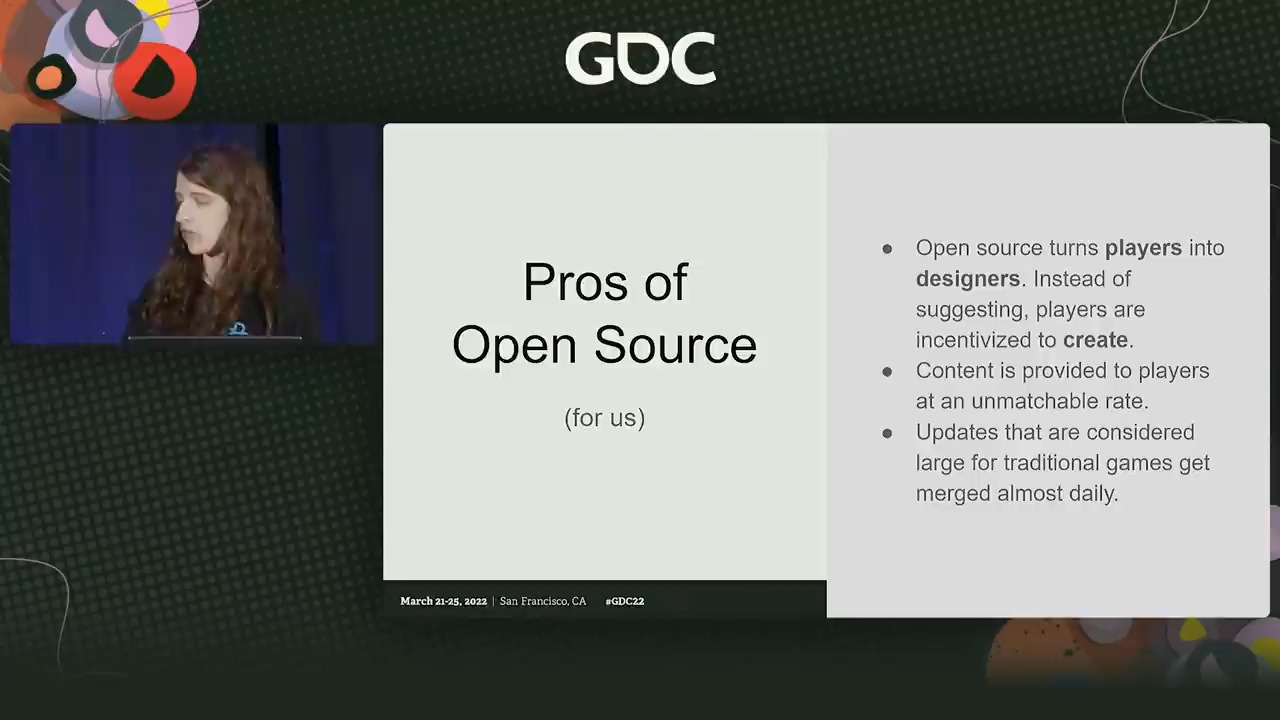 GDC
Pros of
Open Source
(for us)
● Open source turns players into
designers. Instead of
suggesting, players are
incentivized to create.
● Content is provided to players
at an unmatchable rate.
● Updates that are considered
large for traditional games get
merged almost daily.
March 21-25, 2022 | San Francisco, CA #GDC22